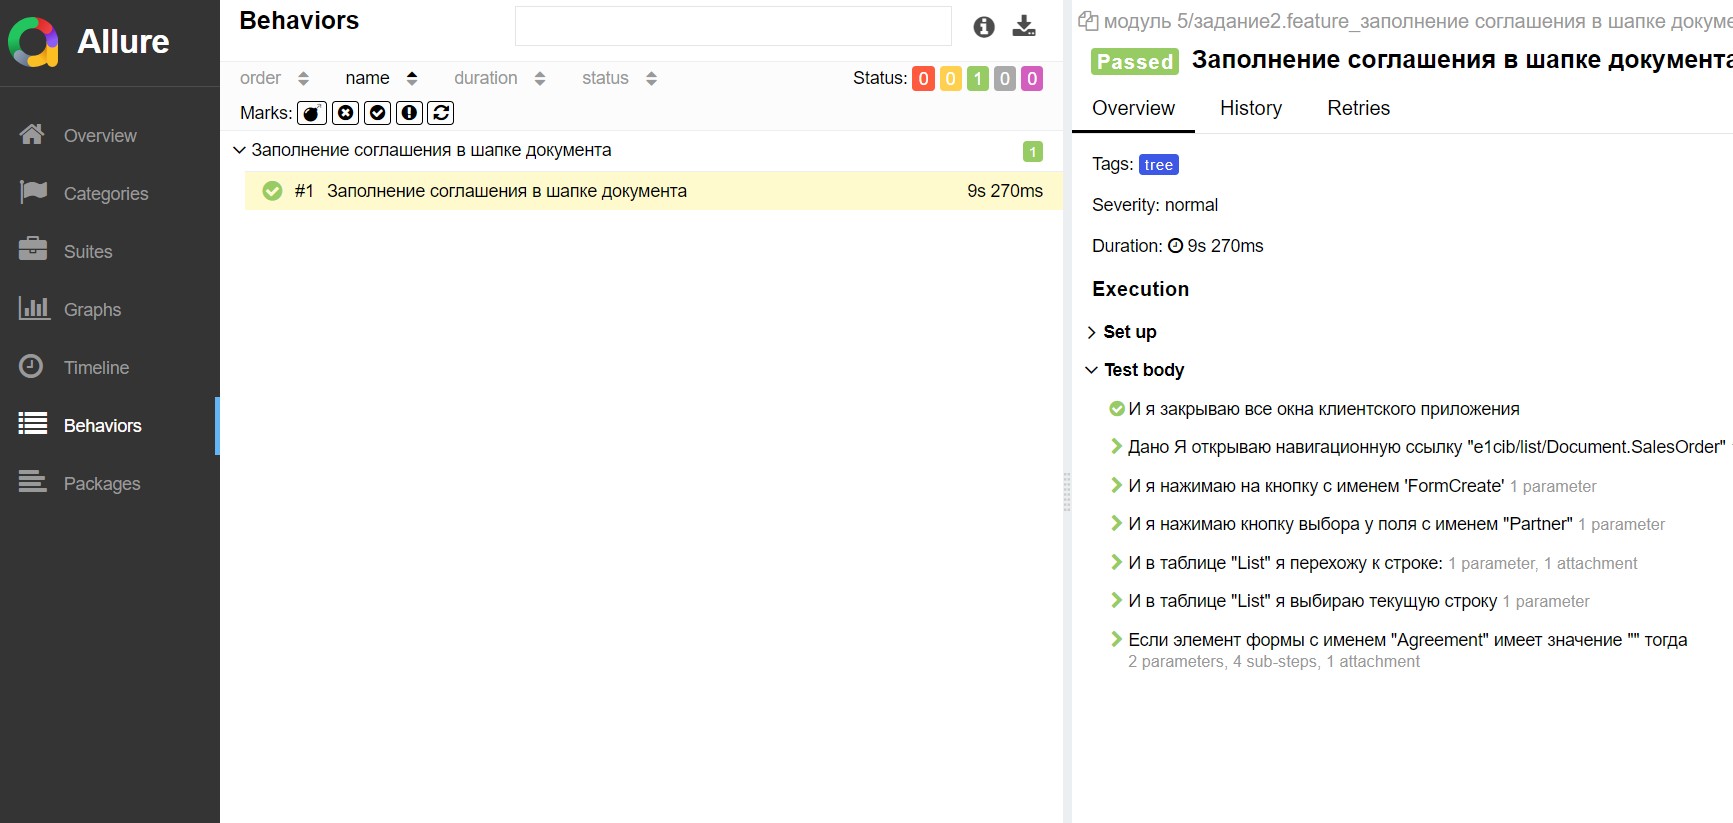 Allure
Overview
Categories
Suites
Graphs
Timeline
Behaviors
Packages
Behaviors
order name duration status Status: 0 0 1 0 0
Marks:
Заполнение соглашения в шапке документа 1
#1 Заполнение соглашения в шапке документа 9s 270ms
модуль 5/задание2.feature_заполнение соглашения в шапке докуме
Passed Заполнение соглашения в шапке документа
Overview History Retries
Tags: tree
Severity: normal
Duration: 9s 270ms
Execution
Set up
Test body
И я закрываю все окна клиентского приложения
Дано Я открываю навигационную ссылку "e1cib/list/Document.SalesOrder"
И я нажимаю на кнопку с именем 'FormCreate' 1 parameter
И я нажимаю кнопку выбора у поля с именем "Partner" 1 parameter
И в таблице "List" я перехожу к строке: 1 parameter, 1 attachment
И в таблице "List" я выбираю текущую строку 1 parameter
Если элемент формы с именем "Agreement" имеет значение "" тогда
2 parameters, 4 sub-steps, 1 attachment